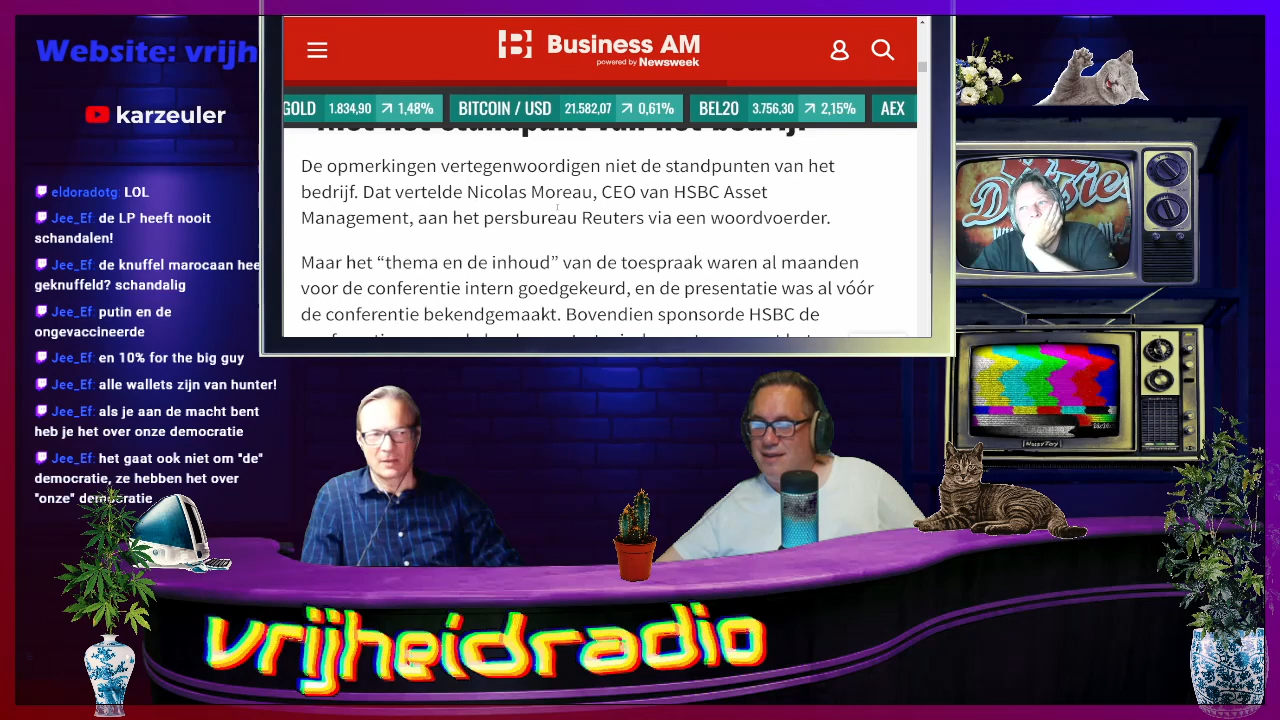 Website: vrijh
karzeuler
eldoradotg: LOL
Jee_Ef: de LP heeft nooit
schandalen!
Jee_Ef: de knuffel marocaan hee
geknuffeld? schandalig
Jee_Ef: putin en de
ongevaccineerde
Jee_Ef: en 10% for the big guy
Jee_Ef: alle wallets zijn van hunter!
Jee_Ef: als je aan de macht bent
heb je het over onze democratie
Jee_Ef: het gaat ook niet om "de"
democratie, ze hebben het over
"onze" democratie
Business AM
powered by Newsweek
GOLD 1.834,90 ↗ 1,48% BITCOIN / USD 21.582,07 ↗ 0,61% BEL20 3.756,30 ↗ 2,15% AEX
met het standpunt van het bedrijf
De opmerkingen vertegenwoordigen niet de standpunten van het
bedrijf. Dat vertelde Nicolas Moreau, CEO van HSBC Asset
Management, aan het persbureau Reuters via een woordvoerder.
Maar het “thema en de inhoud” van de toespraak waren al maanden
voor de conferentie intern goedgekeurd, en de presentatie was al vóór
de conferentie bekendgemaakt. Bovendien sponsorde HSBC de
vrijheidradio